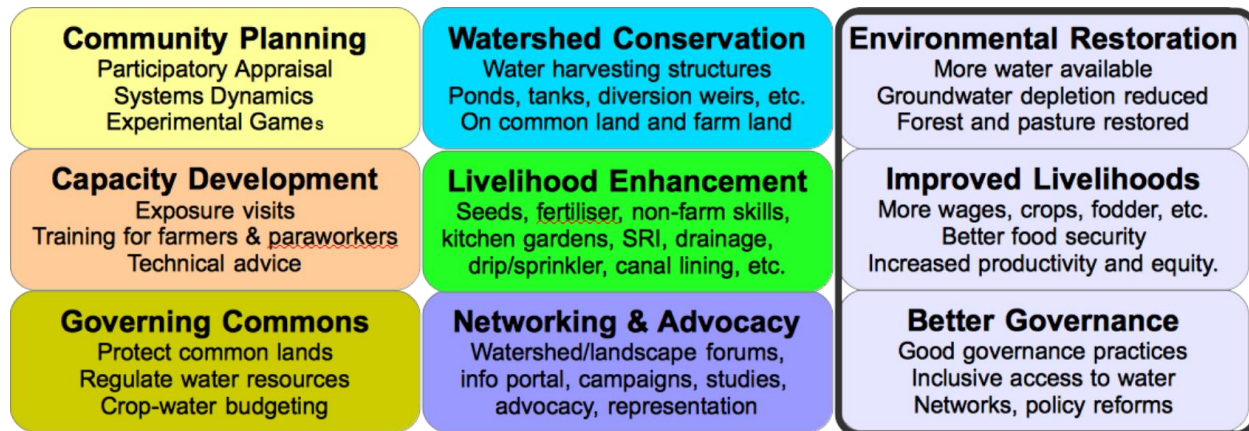 Community Planning
Participatory Appraisal
Systems Dynamics
Experimental Games
Watershed Conservation
Water harvesting structures
Ponds, tanks, diversion weirs, etc.
On common land and farm land
Environmental Restoration
More water available
Groundwater depletion reduced
Forest and pasture restored
Capacity Development
Exposure visits
Training for farmers & paraworkers
Technical advice
Livelihood Enhancement
Seeds, fertiliser, non-farm skills,
kitchen gardens, SRI, drainage,
drip/sprinkler, canal lining, etc.
Improved Livelihoods
More wages, crops, fodder, etc.
Better food security
Increased productivity and equity.
Governing Commons
Protect common lands
Regulate water resources
Crop-water budgeting
Networking & Advocacy
Watershed/landscape forums,
info portal, campaigns, studies,
advocacy, representation
Better Governance
Good governance practices
Inclusive access to water
Networks, policy reforms